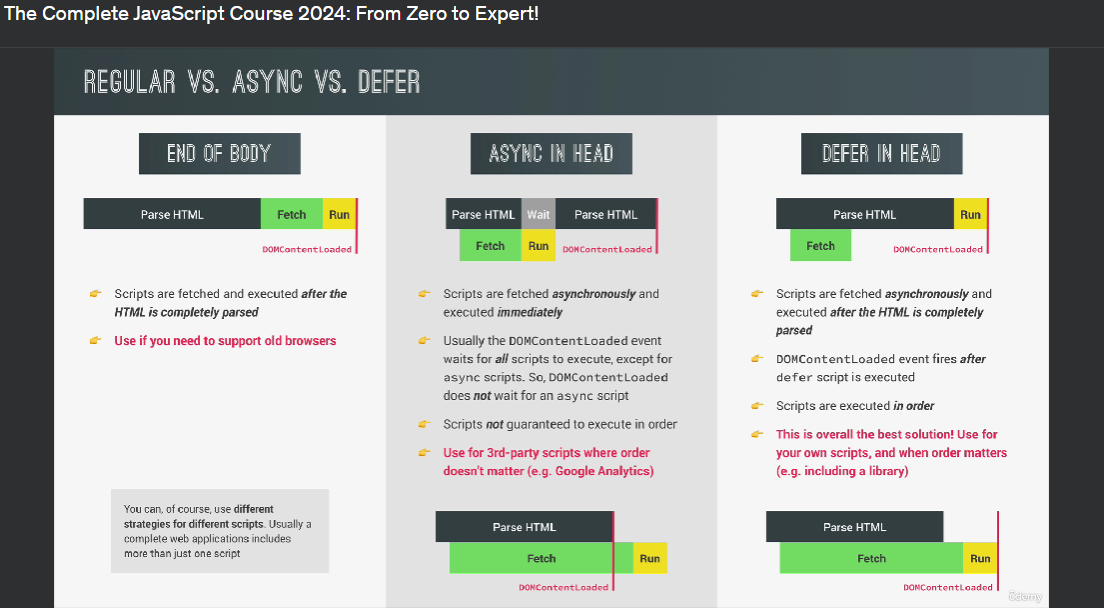 The Complete JavaScript Course 2024: From Zero to Expert!
REGULAR VS. ASYNC VS. DEFER
END OF BODY
Parse HTML
Fetch
Run
DOMContentLoaded
Scripts are fetched and executed after the
HTML is completely parsed
Use if you need to support old browsers
You can, of course, use different
strategies for different scripts. Usually a
complete web applications includes
more than just one script
ASYNC IN HEAD
Parse HTML
Wait
Parse HTML
Fetch
Run
DOMContentLoaded
Scripts are fetched asynchronously and
executed immediately
Usually the DOMContentLoaded event
waits for all scripts to execute, except for
async scripts. So, DOMContentLoaded
does not wait for an async script
Scripts not guaranteed to execute in order
Use for 3rd-party scripts where order
doesn't matter (e.g. Google Analytics)
Parse HTML
Fetch
Run
DOMContentLoaded
DEFER IN HEAD
Parse HTML
Run
Fetch
DOMContentLoaded
Scripts are fetched asynchronously and
executed after the HTML is completely
parsed
DOMContentLoaded event fires after
defer script is executed
Scripts are executed in order
This is overall the best solution! Use for
your own scripts, and when order matters
(e.g. including a library)
Parse HTML
Fetch
Run
DOMContentLoaded
Udemy